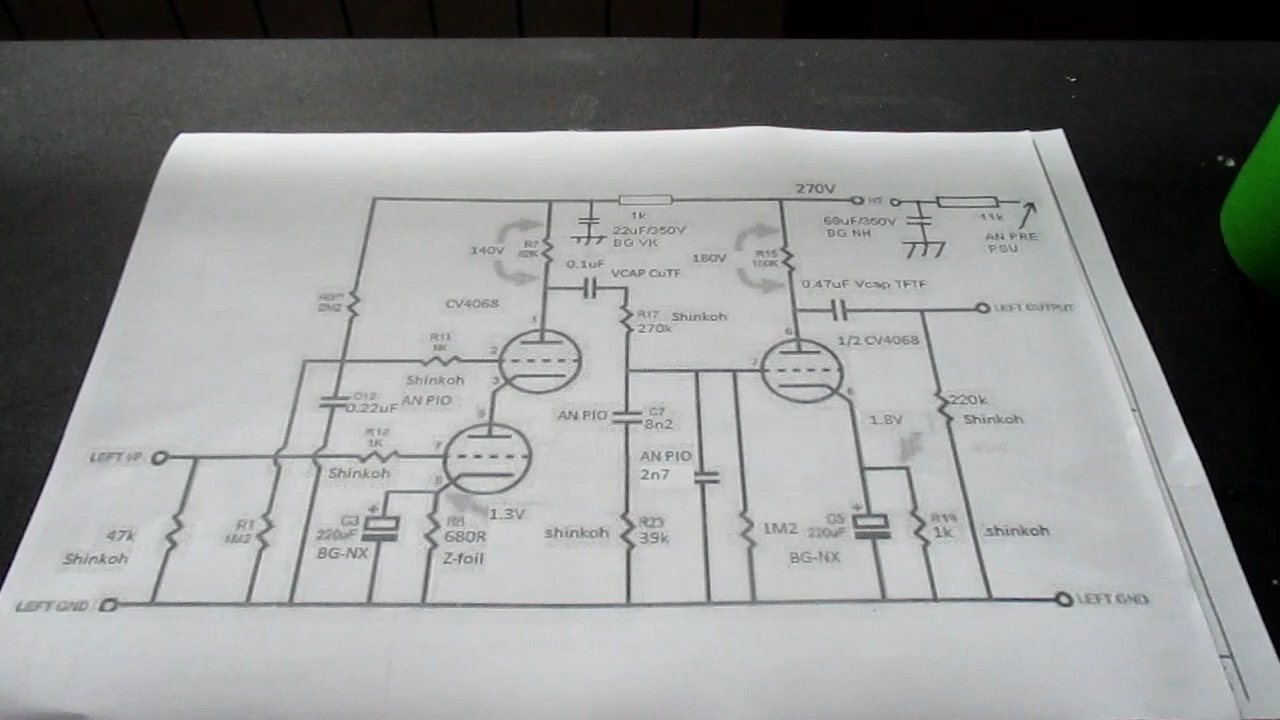 270V
HT
1k
22uF/350V
BG VK
68uF/350V
BG NH
11k
AN PRE
PSU
140V
R7
82K
0.1uF
VCAP CuTF
180V
R15
100K
0.47uF Vcap TFTF
LEFT OUTPUT
2M2
CV4068
1
R17 Shinkoh
270k
6
1/2 CV4068
R11
1K
2
Shinkoh
3
7
C12
0.22uF AN PIO
AN PIO
C7
8n2
8
220k
Shinkoh
1.8V
5
R12
1K
LEFT I/P
7
Shinkoh
AN PIO
2n7
8
1.3V
47k
Shinkoh
R1
1M2
C3
220uF
BG-NX
R8
680R
Z-foil
shinkoh
R23
39k
1M2
C5
220uF
BG-NX
R19
1k
shinkoh
LEFT GND
LEFT GND